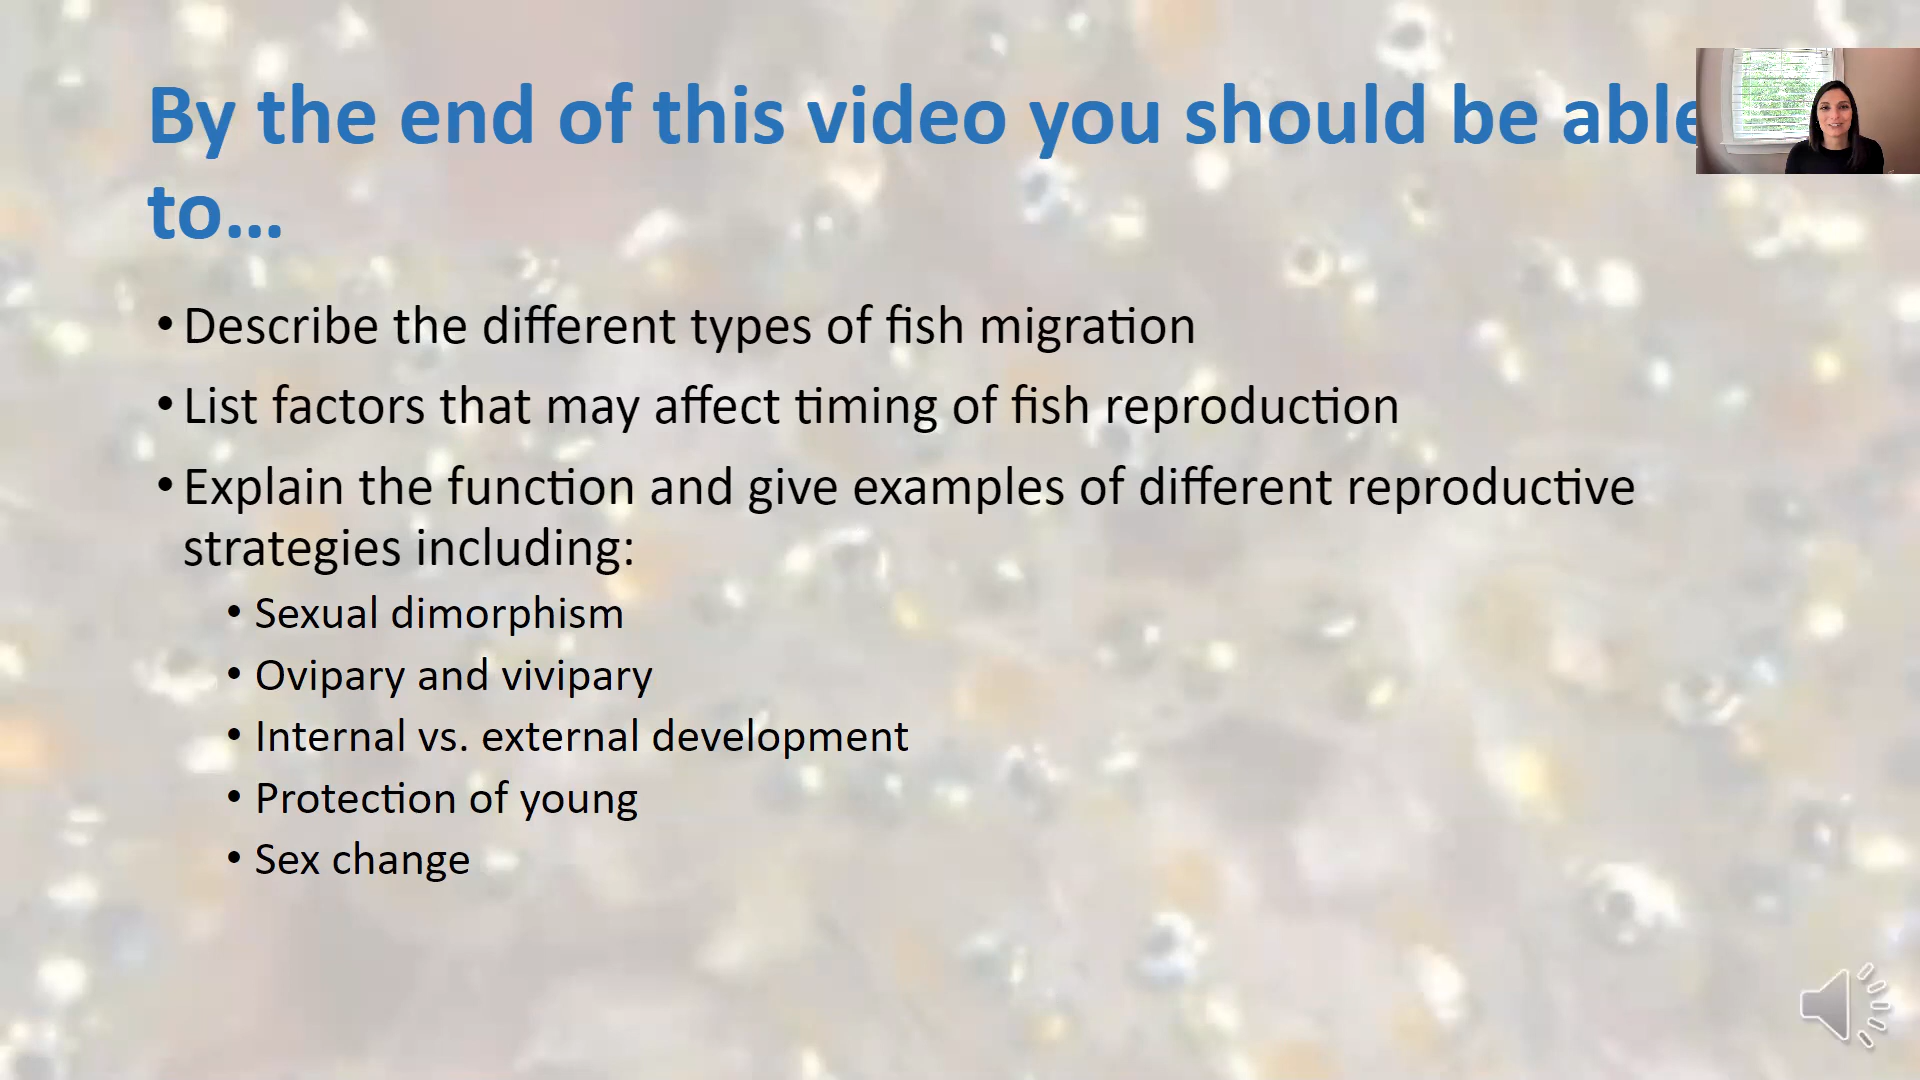 By the end of this video you should be able
to...
• Describe the different types of fish migration
• List factors that may affect timing of fish reproduction
• Explain the function and give examples of different reproductive
strategies including:
• Sexual dimorphism
• Ovipary and vivipary
• Internal vs. external development
• Protection of young
• Sex change